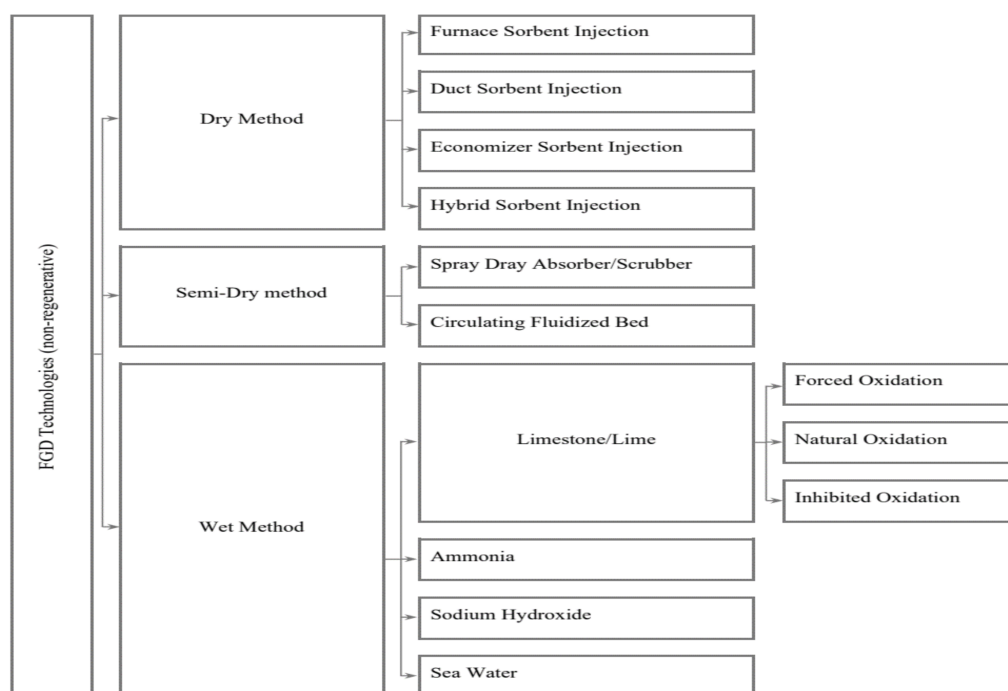 FGD Technologies (non-regenerative)
Dry Method
Furnace Sorbent Injection
Duct Sorbent Injection
Economizer Sorbent Injection
Hybrid Sorbent Injection
Semi-Dry method
Spray Dray Absorber/Scrubber
Circulating Fluidized Bed
Wet Method
Limestone/Lime
Forced Oxidation
Natural Oxidation
Inhibited Oxidation
Ammonia
Sodium Hydroxide
Sea Water